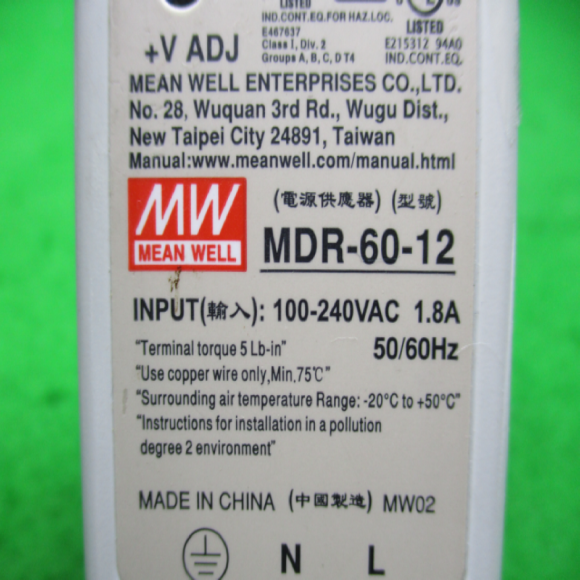 LISTED
IND.CONT.EQ.FOR HAZ.LOC.
E467637
Class I, Div. 2
Groups A, B, C, D T4
LISTED
E215312 94A0
IND.CONT.EQ.
+V ADJ
MEAN WELL ENTERPRISES CO.,LTD.
No. 28, Wuquan 3rd Rd., Wugu Dist.,
New Taipei City 24891, Taiwan
Manual:www.meanwell.com/manual.html
MW
MEAN WELL
(電源供應器) (型號)
MDR-60-12
INPUT(輸入): 100-240VAC 1.8A
50/60Hz
"Terminal torque 5 Lb-in"
"Use copper wire only,Min.75℃"
"Surrounding air temperature Range: -20°C to +50°C"
"Instructions for installation in a pollution
degree 2 environment"
MADE IN CHINA (中國製造) MW02
N L